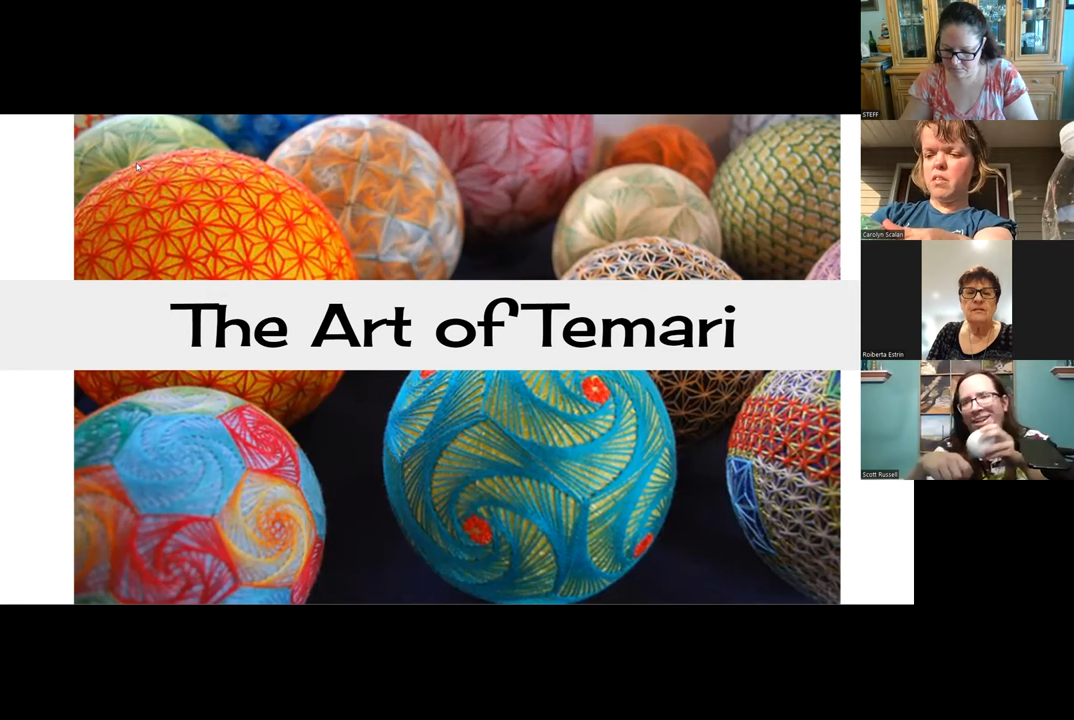 The Art of Temari
STEFF
Carolyn Scalan
Roiberta Estrin
Scott Russell